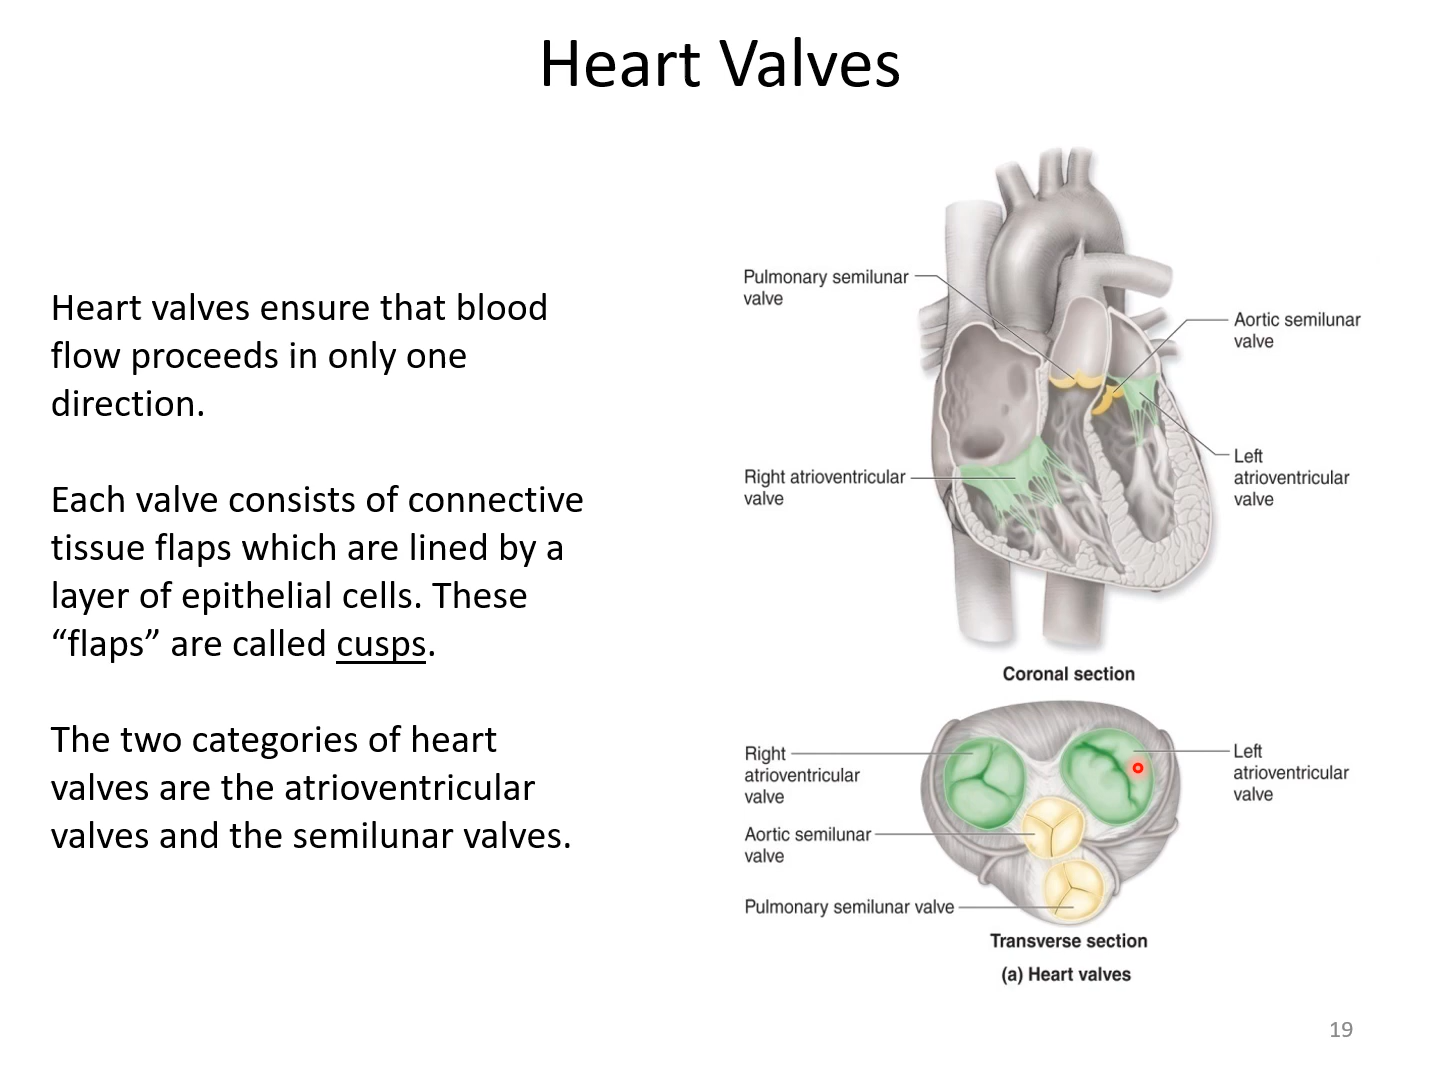 Heart Valves
Heart valves ensure that blood
flow proceeds in only one
direction.
Each valve consists of connective
tissue flaps which are lined by a
layer of epithelial cells. These
“flaps” are called cusps.
The two categories of heart
valves are the atrioventricular
valves and the semilunar valves.
Pulmonary semilunar
valve
Aortic semilunar
valve
Right atrioventricular
valve
Left
atrioventricular
valve
Coronal section
Right
atrioventricular
valve
Left
atrioventricular
valve
Aortic semilunar
valve
Pulmonary semilunar valve
Transverse section
(a) Heart valves
19